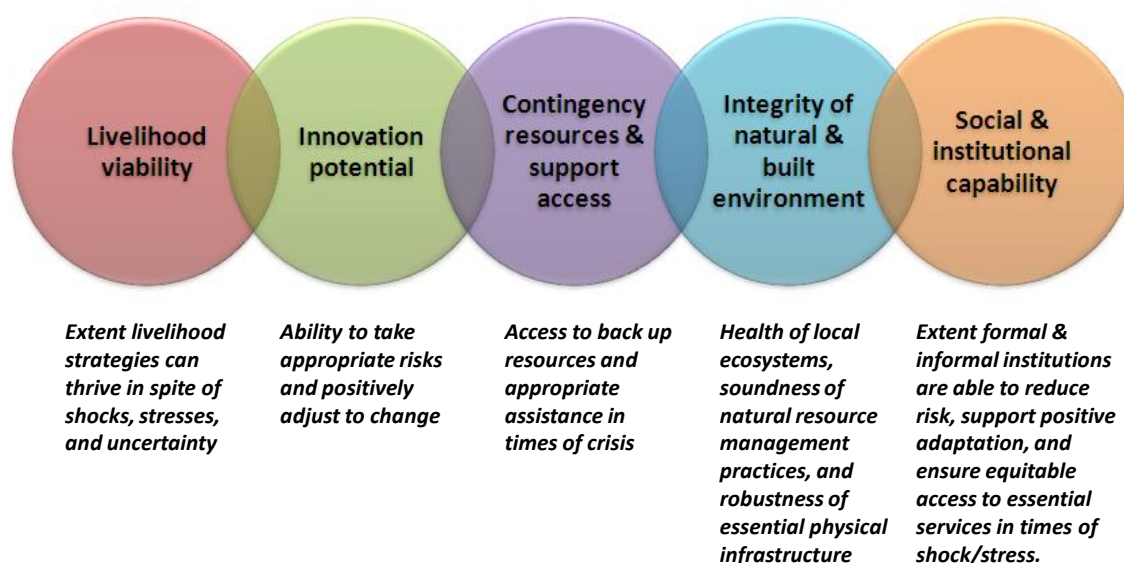 Livelihood
viability
Innovation
potential
Contingency
resources &
support
access
Integrity of
natural &
built
environment
Social &
institutional
capability
Extent livelihood
strategies can
thrive in spite of
shocks, stresses,
and uncertainty
Ability to take
appropriate risks
and positively
adjust to change
Access to back up
resources and
appropriate
assistance in
times of crisis
Health of local
ecosystems,
soundness of
natural resource
management
practices, and
robustness of
essential physical
infrastructure
Extent formal &
informal institutions
are able to reduce
risk, support positive
adaptation, and
ensure equitable
access to essential
services in times of
shock/stress.